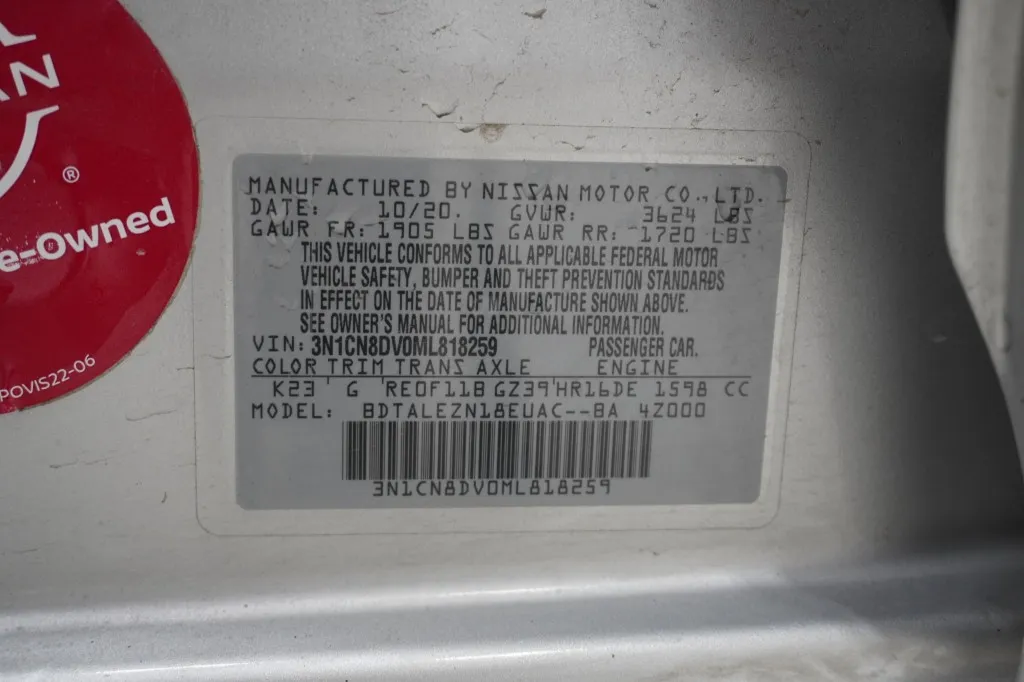 AN
®
e-Owned
POVIS22-06
MANUFACTURED BY NISSAN MOTOR CO., LTD.
DATE: 10/20. GVWR: 3624 LBS
GAWR FR: 1905 LBS GAWR RR: 1720 LBS
THIS VEHICLE CONFORMS TO ALL APPLICABLE FEDERAL MOTOR
VEHICLE SAFETY, BUMPER AND THEFT PREVENTION STANDARDS
IN EFFECT ON THE DATE OF MANUFACTURE SHOWN ABOVE.
SEE OWNER'S MANUAL FOR ADDITIONAL INFORMATION.
VIN: 3N1CN8DV0ML818259 PASSENGER CAR.
COLOR TRIM TRANS AXLE ENGINE
K23 ' G 'RE0F11B GZ39'HR16DE 1598 CC
MODEL: BDTALEZN18EUAC--BA 4Z000
3N1CN8DV0ML818259